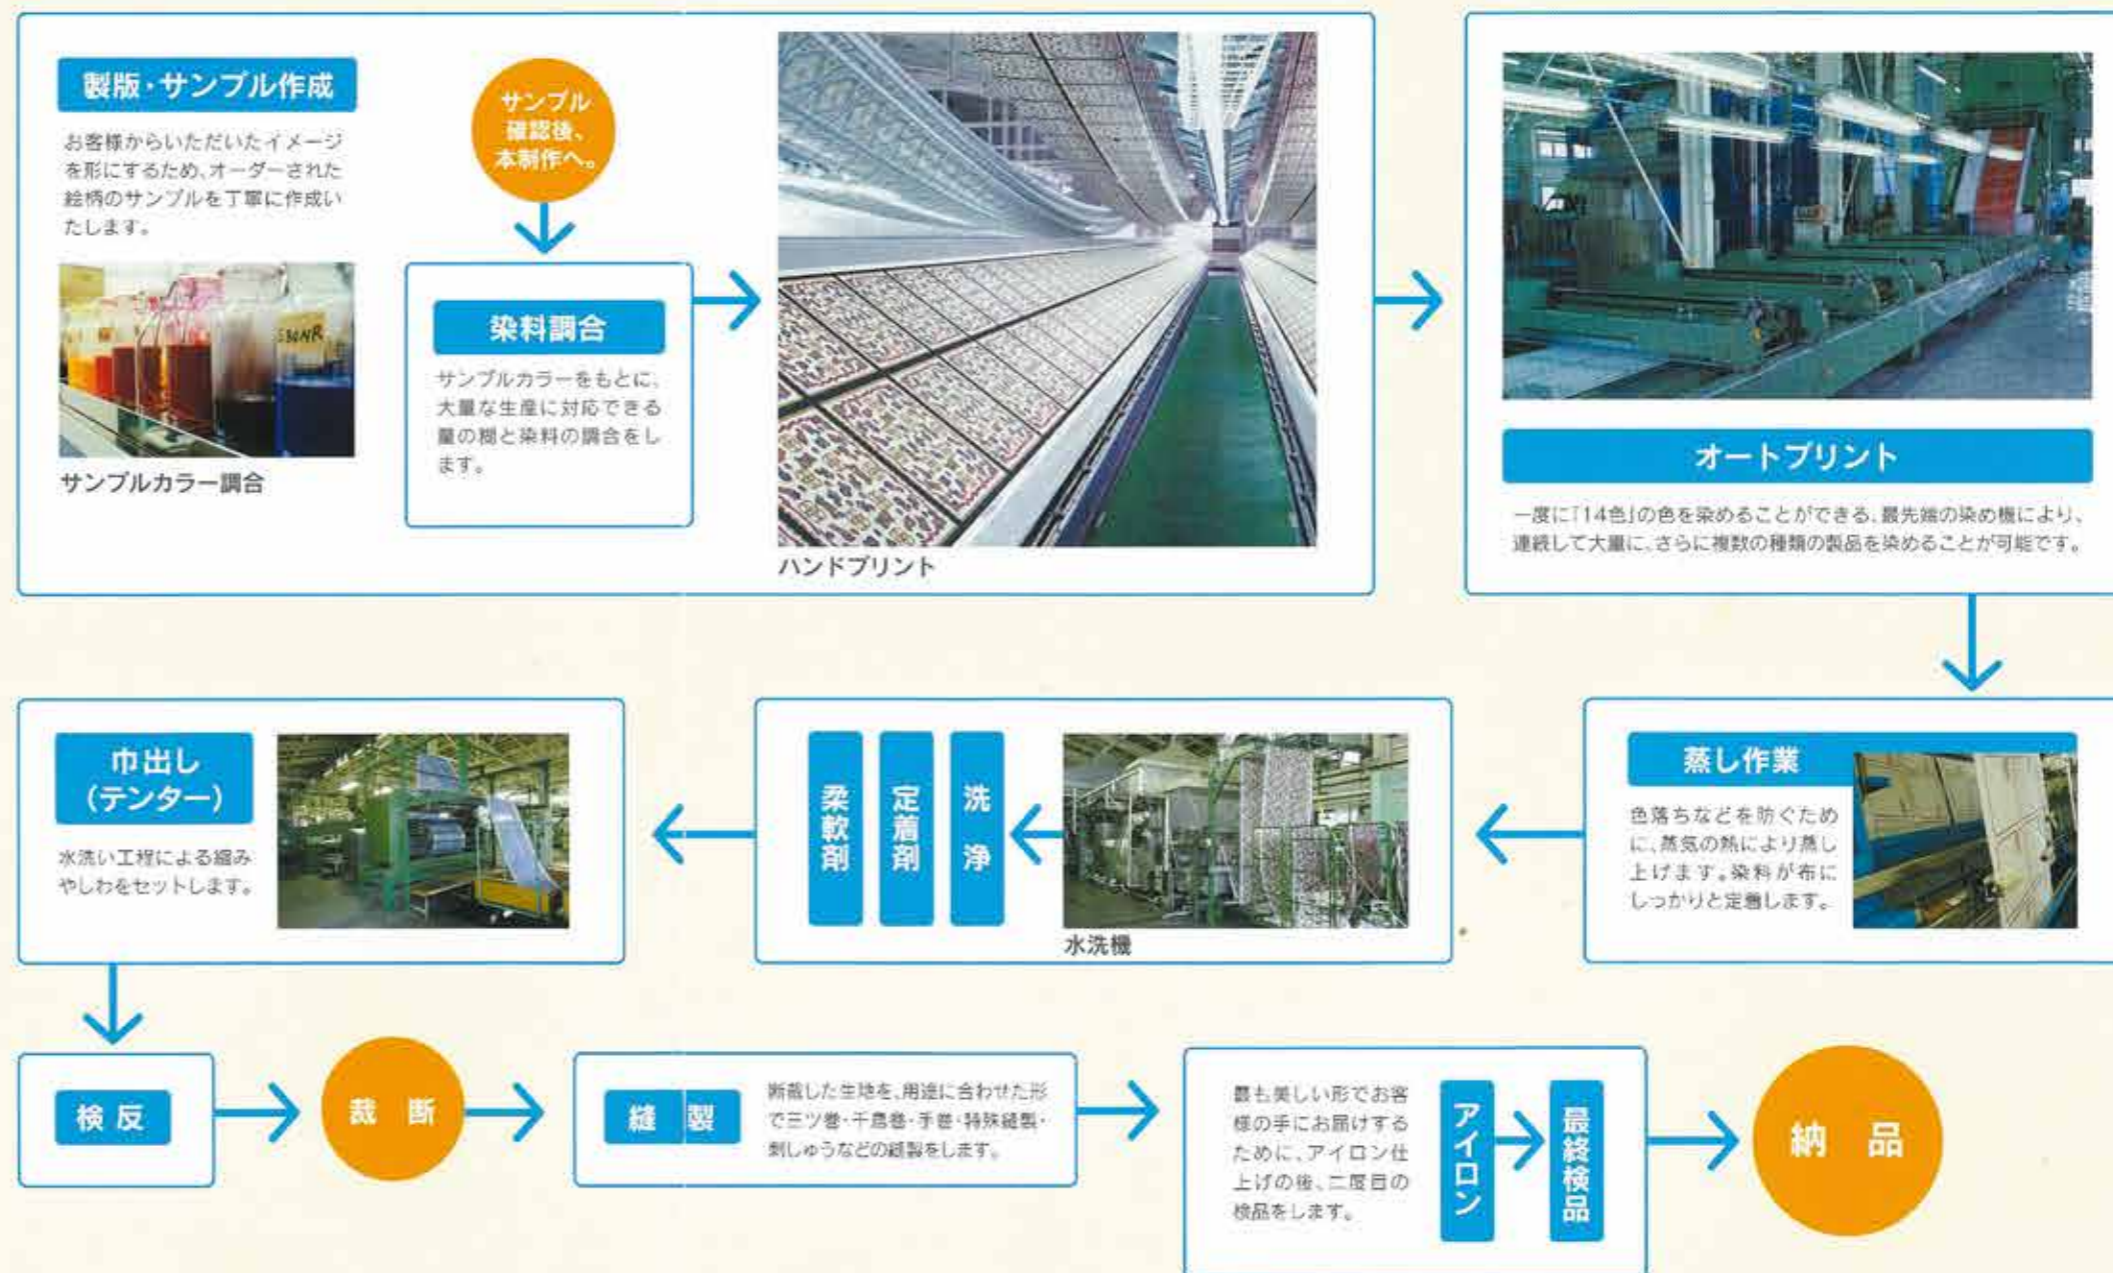 製版・サンプル作成
お客様からいただいたイメージ
を形にするため、オーダーされた
絵柄のサンプルを丁寧に作成い
たします。
サンプルカラー調合
サンプル
確認後、
本制作へ。
染料調合
サンプルカラーをもとに、
大量な生産に対応できる
量の糊と染料の調合をし
ます。
ハンドプリント
オートプリント
一度に「14色」の色を染めることができる、最先端の染め機により、
連続して大量に、さらに複数の種類の製品を染めることが可能です。
蒸し作業
色落ちなどを防ぐため
に、蒸気の熱により蒸し
上げます。染料が布に
しっかりと定着します。
水洗機
洗 浄
定着剤
柔軟剤
巾出し
(テンター)
水洗い工程による縮み
やしわをセットします。
検反
裁 断
縫 製
断裁した生地を、用途に合わせた形
で三ツ巻・千鳥巻・手巻・特殊縫製・
刺しゅうなどの縫製をします。
最も美しい形でお客
様の手にお届けする
ために、アイロン仕
上げの後、二度目の
検品をします。
アイロン
最終検品
納 品